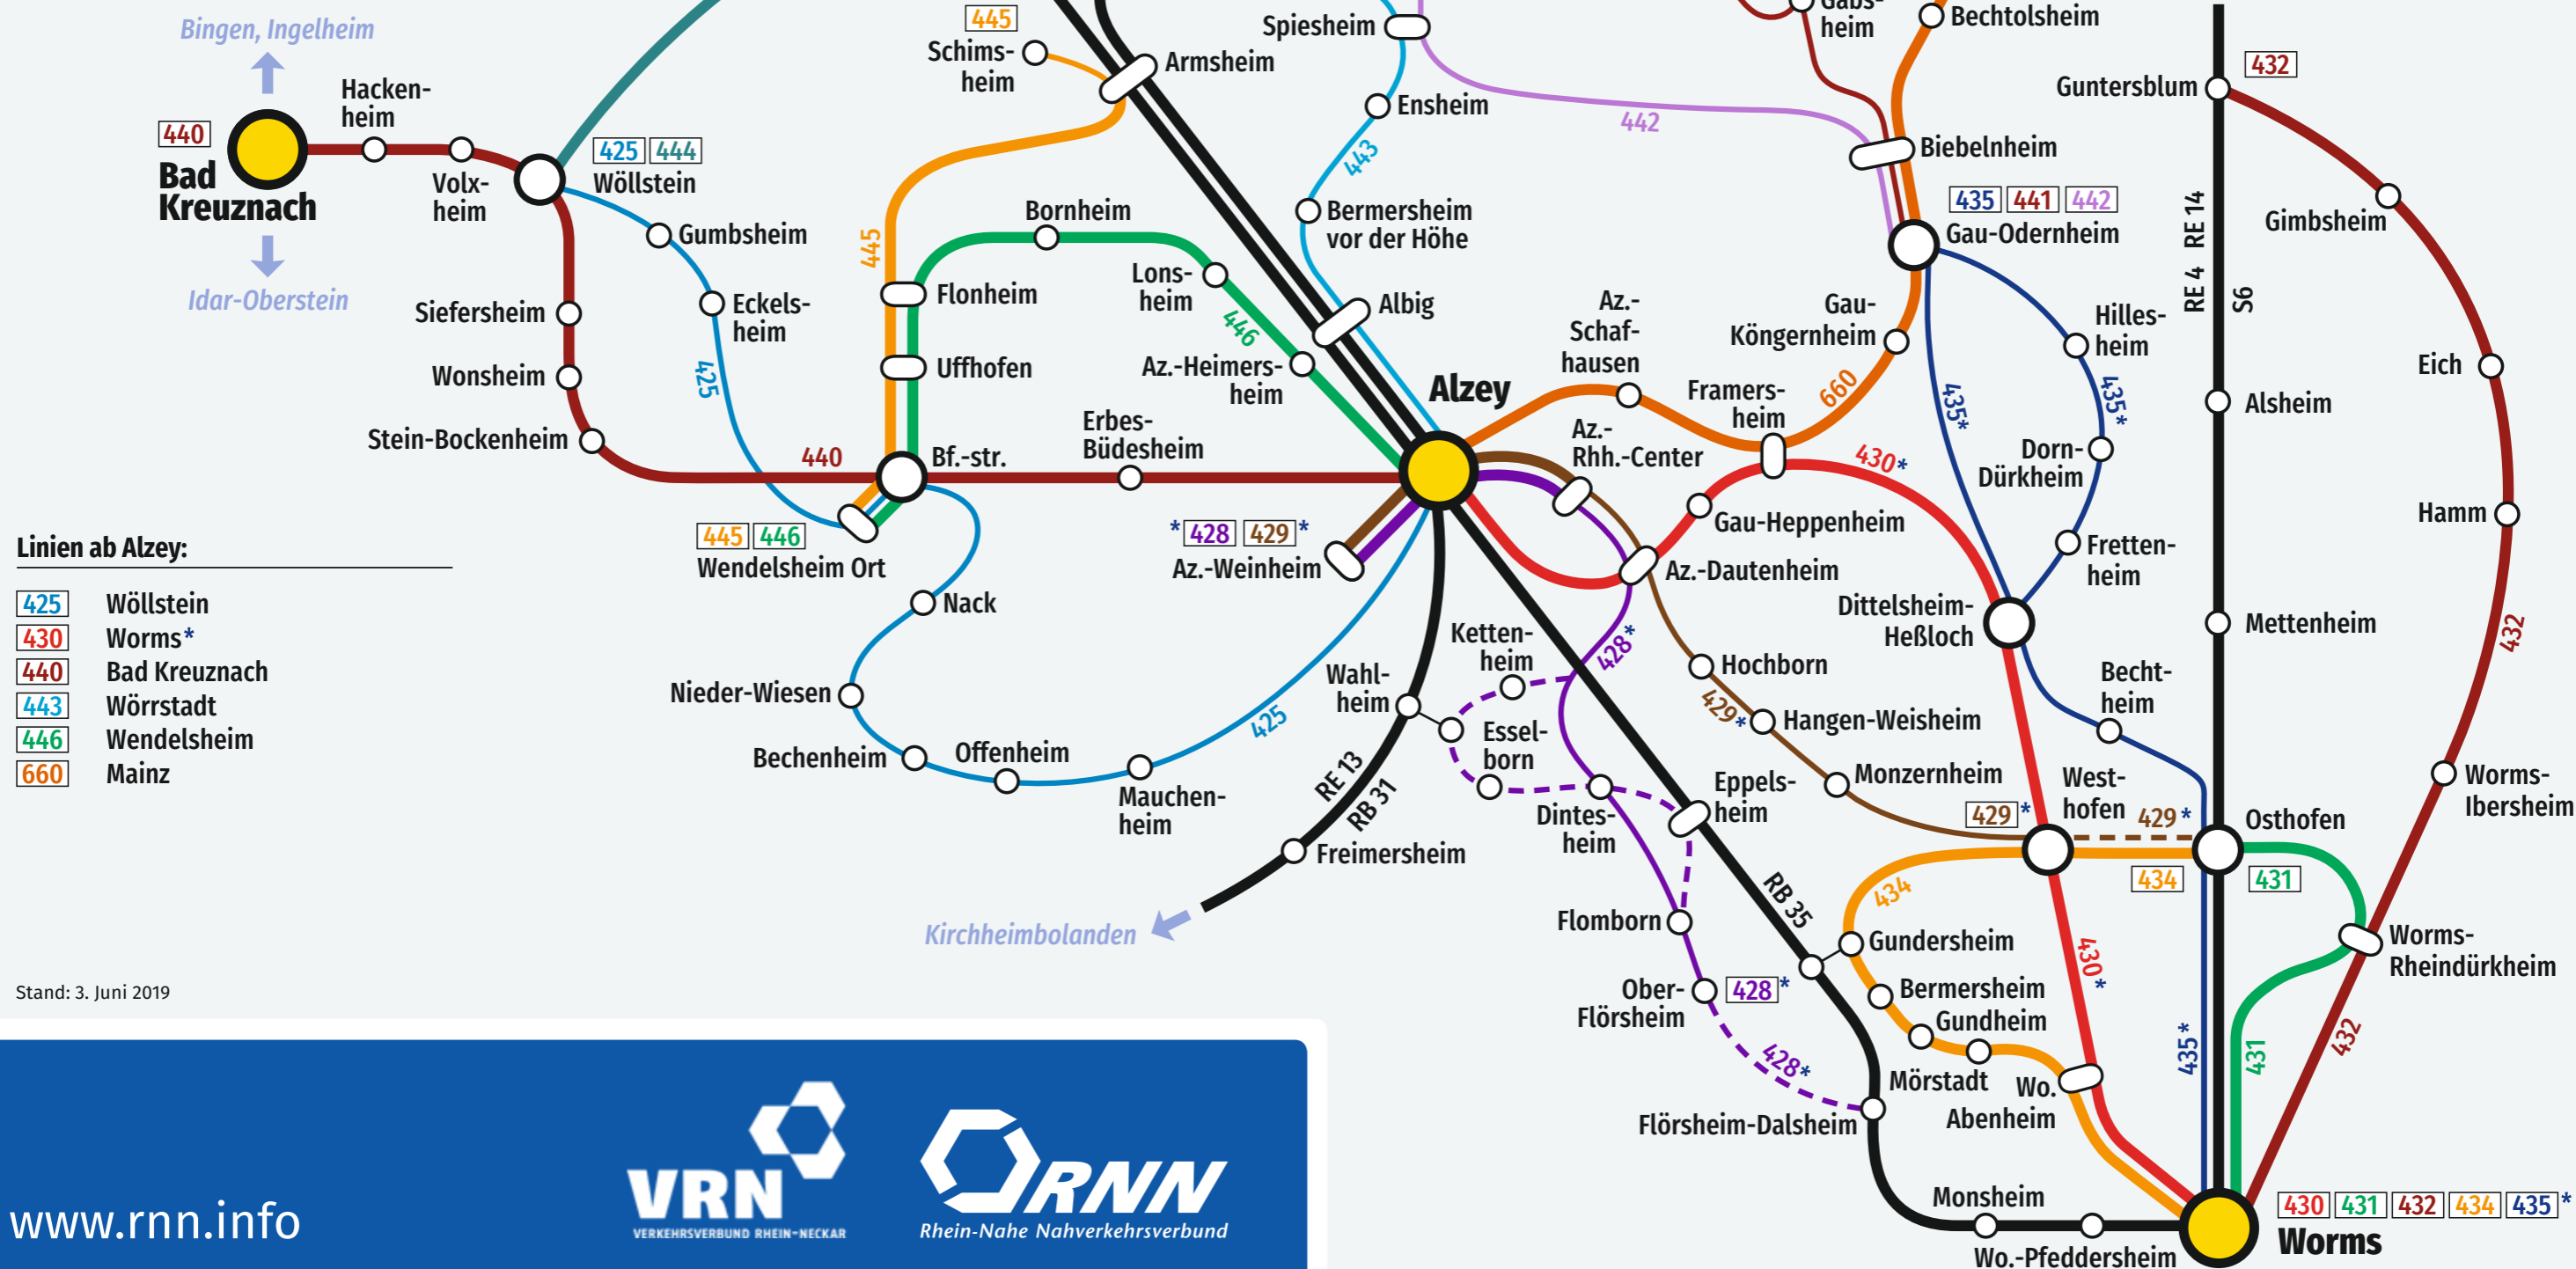 Bingen, Ingelheim
440
Bad
Kreuznach
Idar-Oberstein
Hacken-
heim
Volx-
heim
425 444
Wöllstein
Gumbsheim
Eckels-
heim
425
Siefersheim
Wonsheim
Stein-Bockenheim
440
445
Schims-
heim
Armsheim
445
Bornheim
Lons-
heim
446
Flonheim
Uffhofen
Az.-Heimers-
heim
Bf.-str.
Erbes-
Büdesheim
445 446
Wendelsheim Ort
Nack
Nieder-Wiesen
Bechenheim
Offenheim
Mauchen-
heim
425
Spiesheim
Ensheim
443
Bermersheim
vor der Höhe
Albig
Alzey
*428 429*
Az.-Weinheim
442
Gabs-
heim
Bechtolsheim
Biebelnheim
435 441 442
Gau-Odernheim
Gau-
Köngernheim
660
Az.-
Schaf-
hausen
Framers-
heim
Az.-
Rhh.-Center
430*
Gau-Heppenheim
Az.-Dautenheim
435*
Hilles-
heim
435*
Dorn-
Dürkheim
Fretten-
heim
Dittelsheim-
Heßloch
Becht-
heim
432
Guntersblum
RE 4 RE 14
S6
Gimbsheim
Eich
Alsheim
Hamm
Mettenheim
432
Worms-
Ibersheim
428*
Ketten-
heim
Wahl-
heim
Essel-
born
RE 13
RB 31
Freimersheim
Kirchheimbolanden
Hochborn
429*
Hangen-Weisheim
Monzernheim
429*
West-
hofen
429*
Osthofen
434
431
Dintes-
heim
Eppels-
heim
RB 35
434
Flomborn
Ober-
Flörsheim
428*
428*
Flörsheim-Dalsheim
Gundersheim
Bermersheim
Gundheim
Mörstadt
Wo.
Abenheim
430*
435*
431
432
Worms-
Rheindürkheim
Monsheim
Wo.-Pfeddersheim
430 431 432 434 435*
Worms
Linien ab Alzey:
425 Wöllstein
430 Worms*
440 Bad Kreuznach
443 Wörrstadt
446 Wendelsheim
660 Mainz
Stand: 3. Juni 2019
www.rnn.info
VRN
VERKEHRSVERBUND RHEIN-NECKAR
RNN
Rhein-Nahe Nahverkehrsverbund